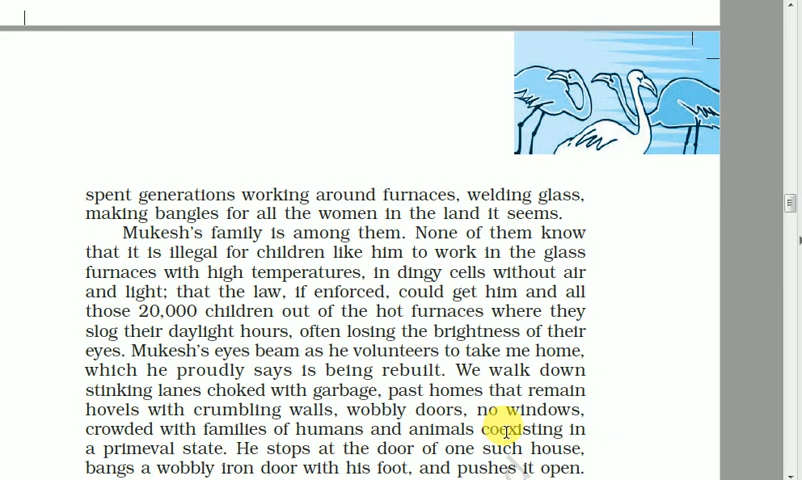 spent generations working around furnaces, welding glass,
making bangles for all the women in the land it seems.
Mukesh's family is among them. None of them know
that it is illegal for children like him to work in the glass
furnaces with high temperatures, in dingy cells without air
and light; that the law, if enforced, could get him and all
those 20,000 children out of the hot furnaces where they
slog their daylight hours, often losing the brightness of their
eyes. Mukesh's eyes beam as he volunteers to take me home,
which he proudly says is being rebuilt. We walk down
stinking lanes choked with garbage, past homes that remain
hovels with crumbling walls, wobbly doors, no windows,
crowded with families of humans and animals coexisting in
a primeval state. He stops at the door of one such house,
bangs a wobbly iron door with his foot, and pushes it open.